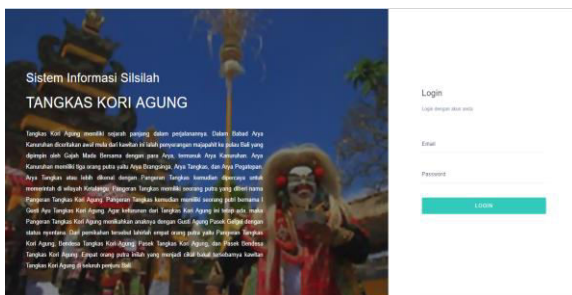 Sistem Informasi Silsilah
TANGKAS KORI AGUNG
Tangkas Kori Agung memiliki sejarah panjang dalam perjalanannya. Dalam Babad Arya
Kanuruhan diceritakan awal mula dari kawitan ini ialah penyerangan majapahit ke pulau Bali yang
dipimpin oleh Gajah Mada Bersama dengan para Arya, termasuk Arya Kanuruhan. Arya
Kanuruhan memiliki tiga orang putra yaitu Arya Brangsinga, Arya Tangkas, dan Arya Pegatepan.
Arya Tangkas atau lebih dikenal dengan Pangeran Tangkas kemudian dipercaya untuk
memerintah di wilayah Kertalangu. Pangeran Tangkas memiliki seorang putra yang diberi nama
Pangeran Tangkas Kori Agung. Pangeran Tangkas kemudian memiliki seorang putri bernama I
Gusti Ayu Tangkas Kori Agung. Agar keturunan dari Tangkas Kori Agung ini tetap ada, maka
Pangeran Tangkas Kori Agung menikahkan anaknya dengan Gusti Agung Pasek Gelgel dengan
status nyentana. Dari pernikahan tersebut lahirlah empat orang putra yaitu Pangeran Tangkas
Kori Agung, Bendesa Tangkas Kori Agung, Pasek Tangkas Kori Agung, dan Pasek Bendesa
Tangkas Kori Agung. Empat orang putra inilah yang menjadi cikal bakal tersebarnya kawitan
Tangkas Kori Agung di seluruh penjuru Bali.
Login
Login dengan akun anda
Email
Password
LOGIN